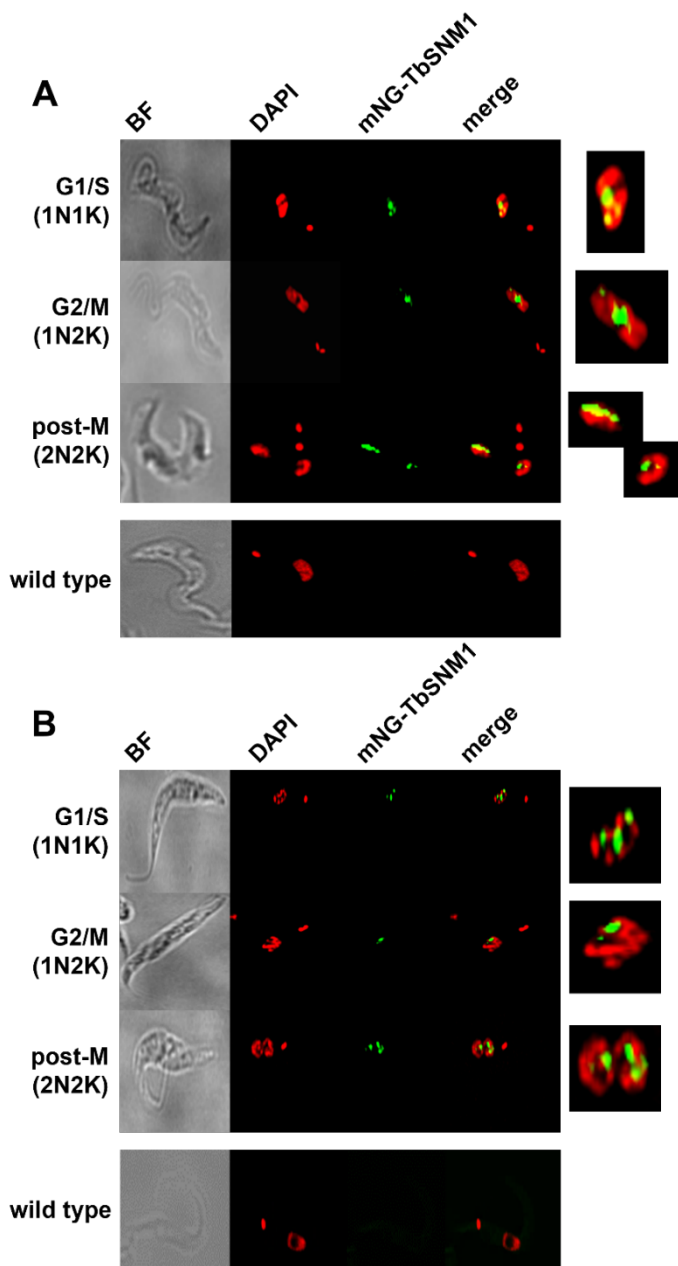 A
BF
DAPI
mNG-TbSNM1
merge
G1/S
(1N1K)
G2/M
(1N2K)
post-M
(2N2K)
wild type
B
BF
DAPI
mNG-TbSNM1
merge
G1/S
(1N1K)
G2/M
(1N2K)
post-M
(2N2K)
wild type